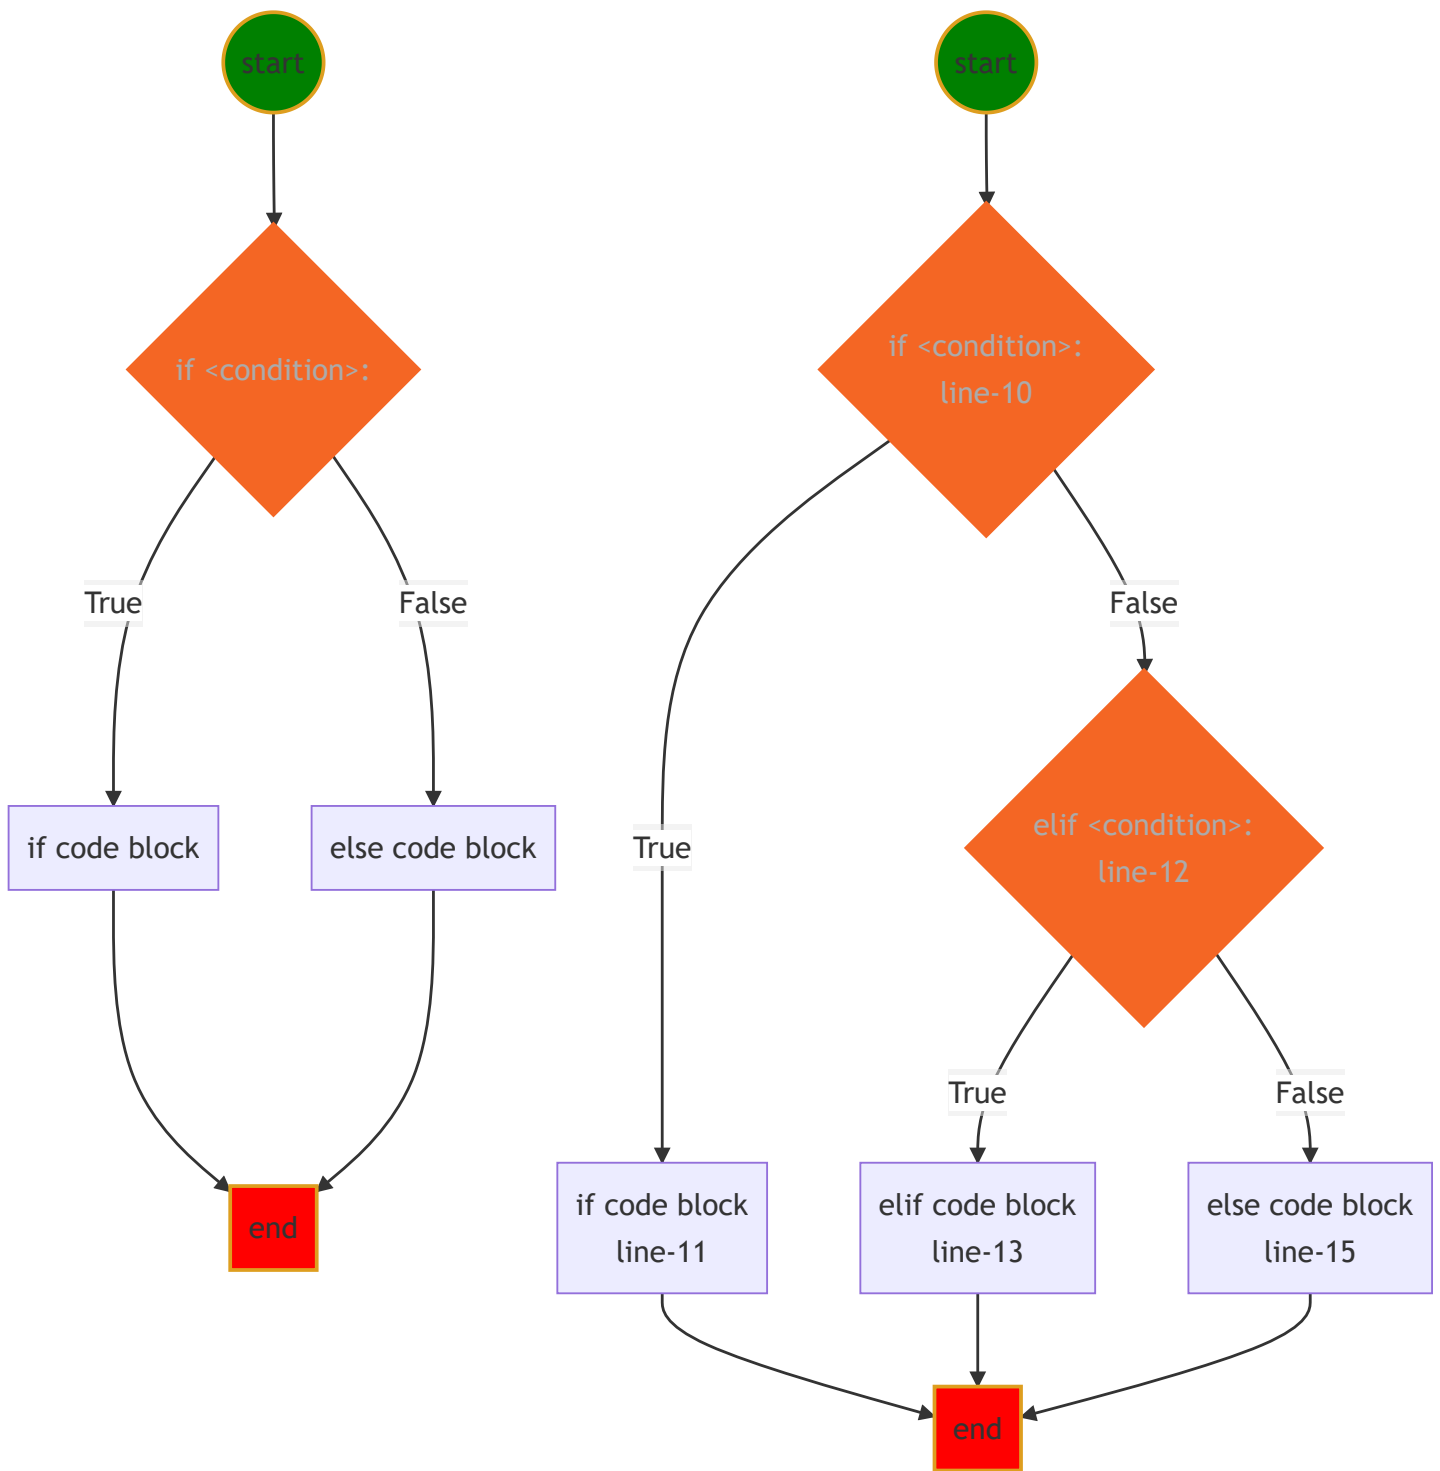 start
if <condition>:
True
False
if code block
else code block
end
start
if <condition>:
line-10
True
False
elif <condition>:
line-12
True
False
if code block
line-11
elif code block
line-13
else code block
line-15
end